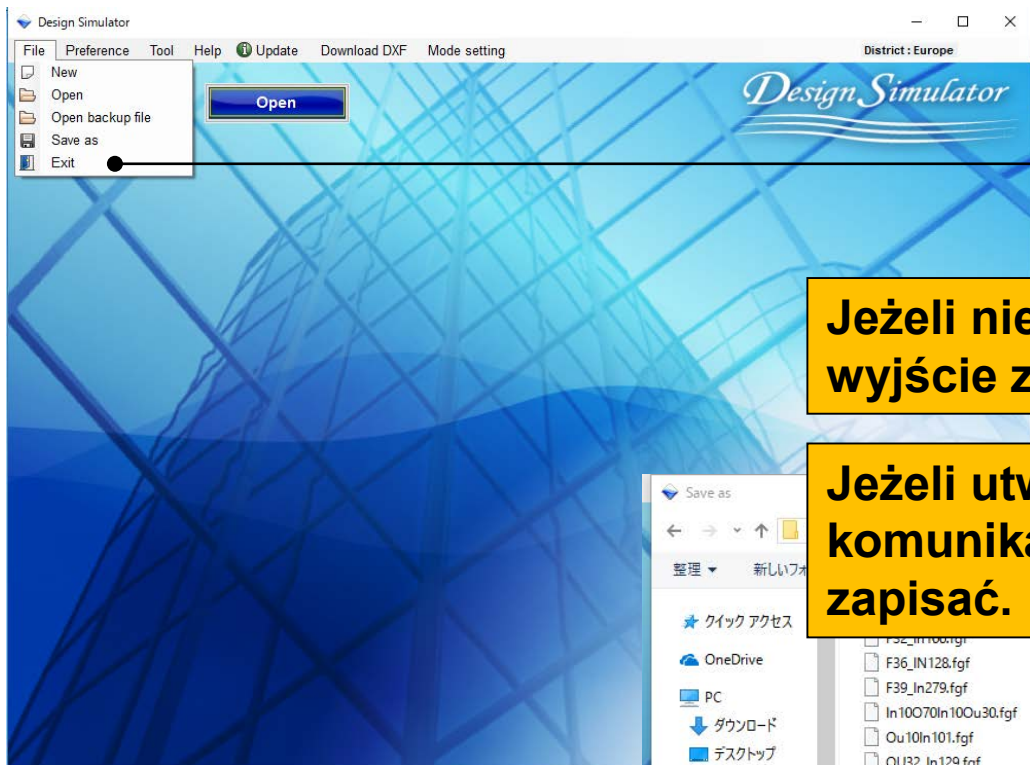 Design Simulator
File Preference Tool Help Update Download DXF Mode setting District : Europe
New
Open
Open backup file
Save as
Exit
Open
Design Simulator
Jeżeli nie
wyjście z
Jeżeli utw
komunika
zapisać.
Save as
整理 新しいフォ
クイック アクセス
OneDrive
PC
ダウンロード
デスクトップ
F36_IN128.fgf
F39_In279.fgf
In10O70In10Ou30.fgf
Ou10In101.fgf
OU32_In129.fgf